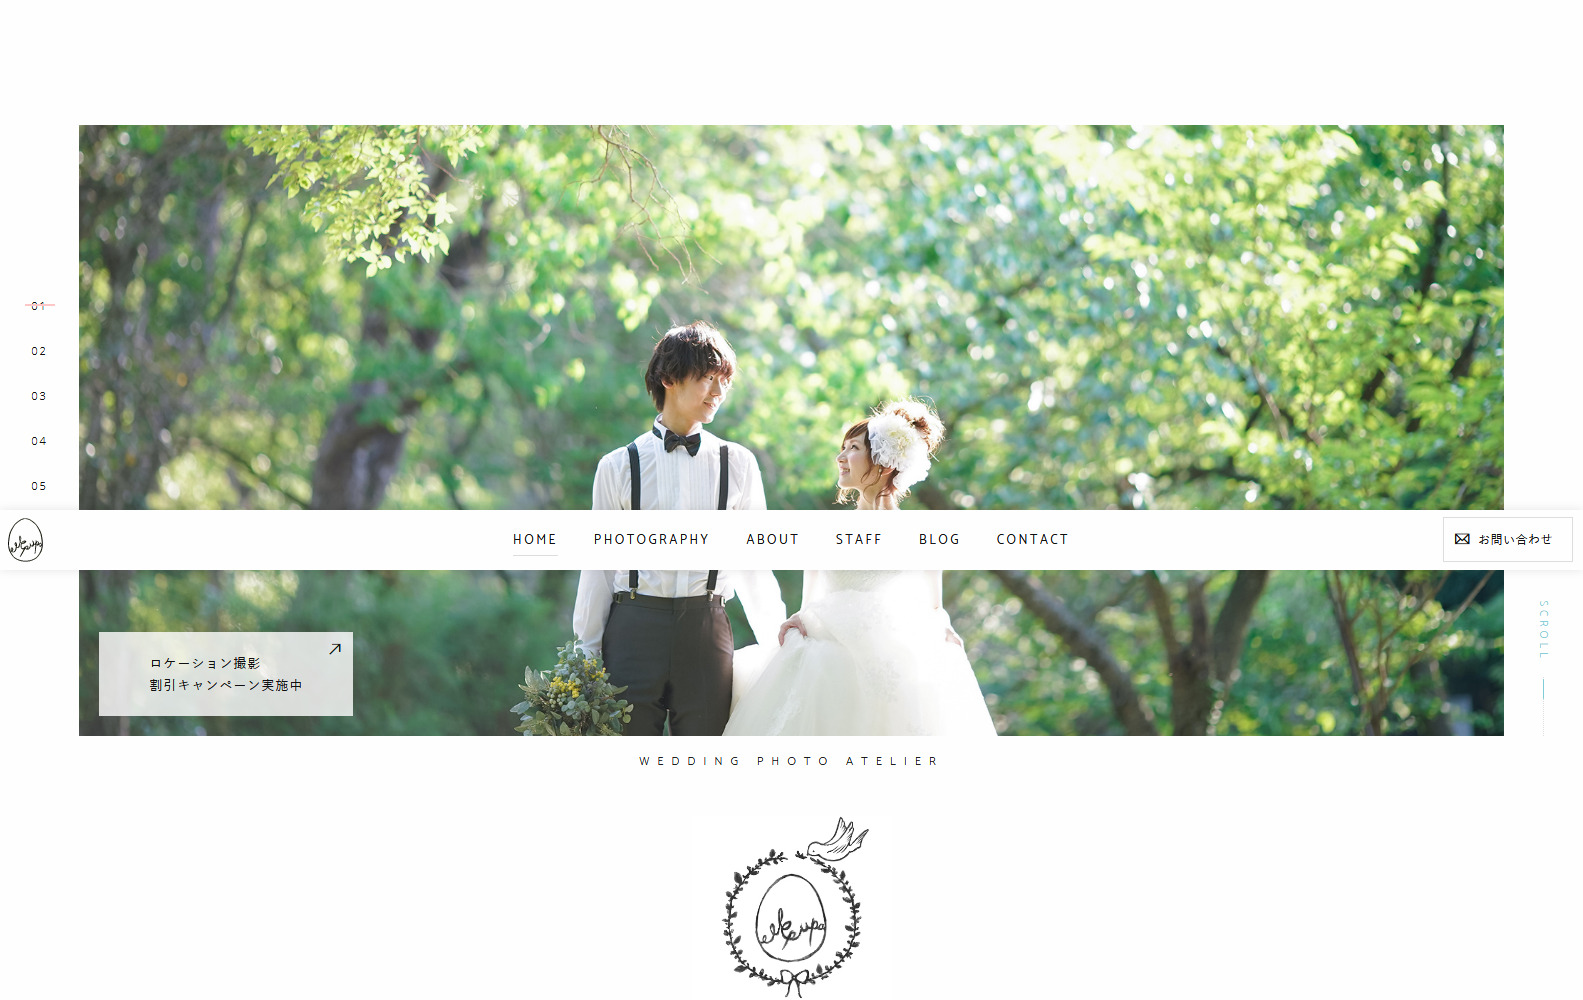 01
02
03
04
05
HOME PHOTOGRAPHY ABOUT STAFF BLOG CONTACT
お問い合わせ
SCROLL
ロケーション撮影
割引キャンペーン実施中
WEDDING PHOTO ATELIER